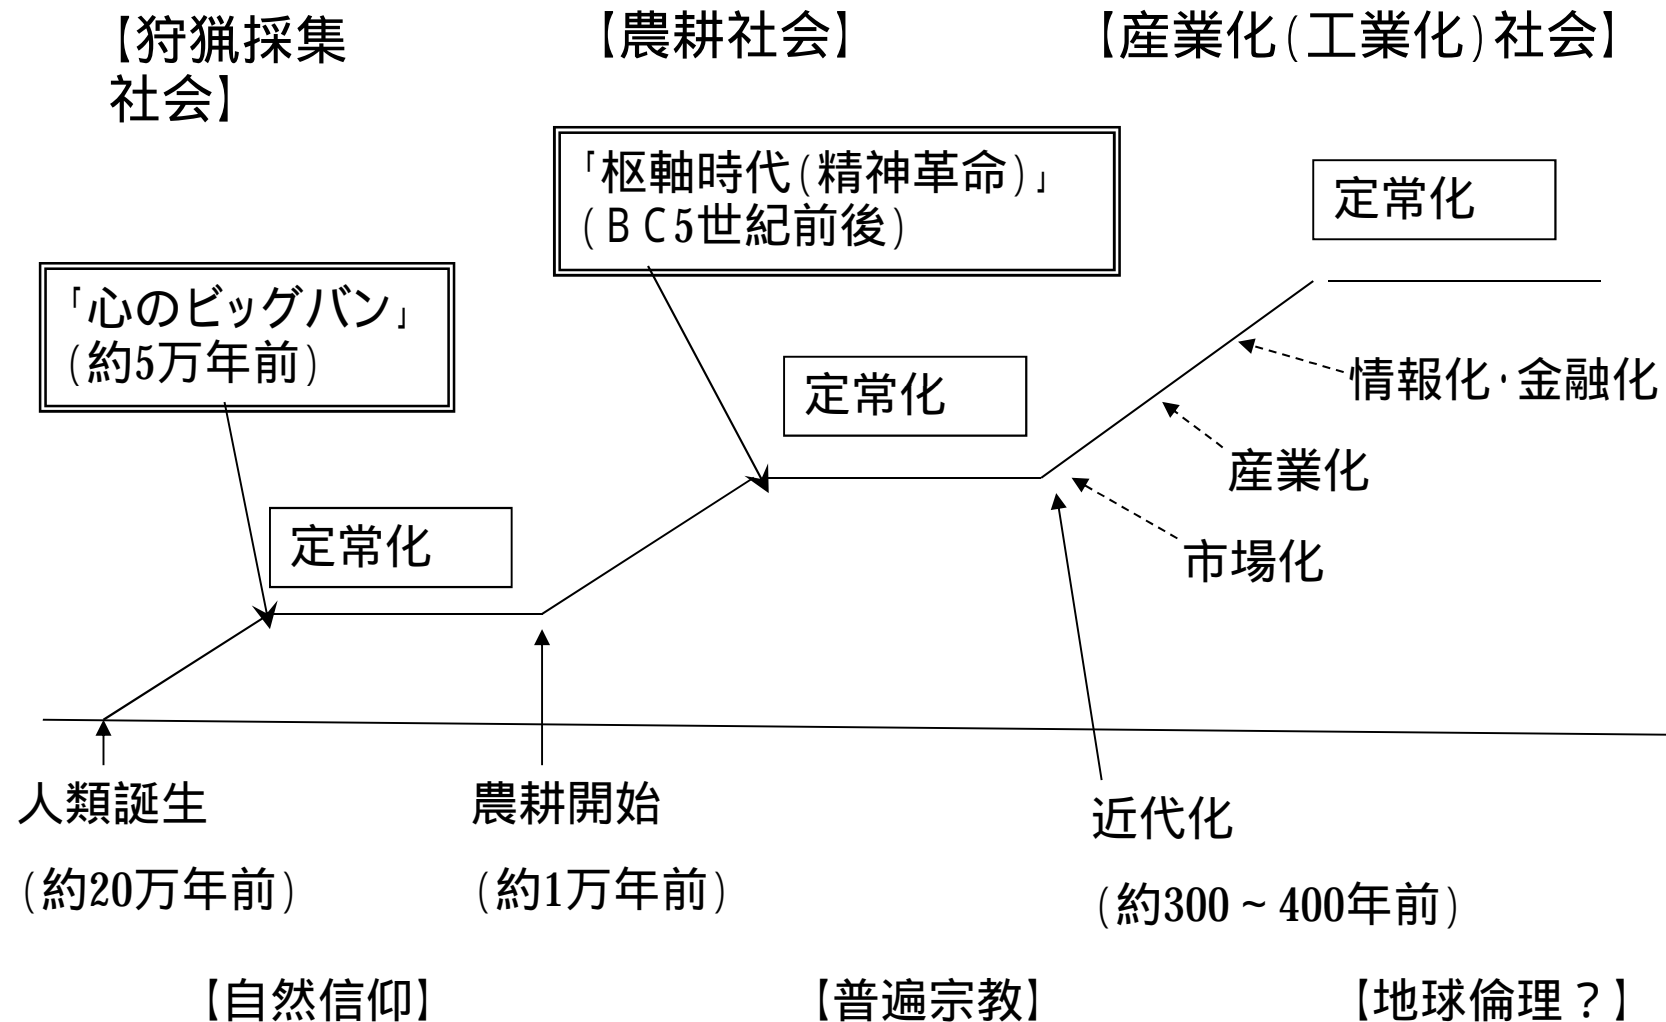 【狩猟採集
社会】
【農耕社会】
【産業化(工業化)社会】
「枢軸時代(精神革命)」
(BC5世紀前後)
定常化
「心のビッグバン」
(約5万年前)
定常化
情報化・金融化
産業化
定常化
市場化
人類誕生
農耕開始
近代化
(約20万年前)
(約1万年前)
(約300~400年前)
【自然信仰】
【普遍宗教】
【地球倫理?】